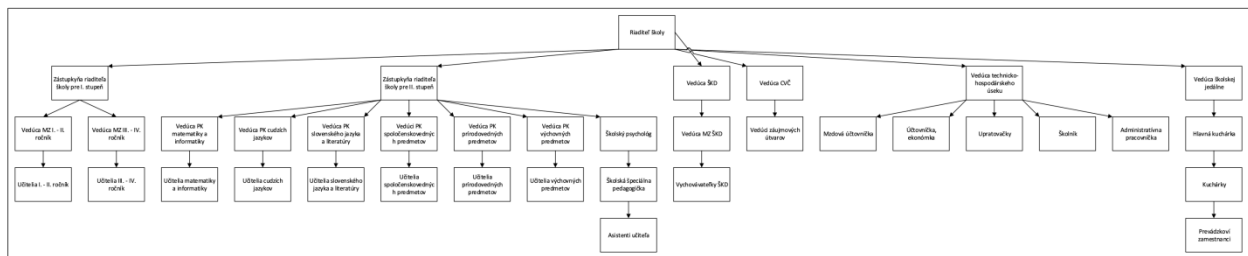 Riaditeľ školy
Zástupkyňa riaditeľa
školy pre I. stupeň
Zástupkyňa riaditeľa
školy pre II. stupeň
Vedúca ŠKD
Vedúca CVČ
Vedúca technicko-
hospodárskeho
úseku
Vedúca školskej
jedálne
Vedúca MZ I. - II.
ročník
Vedúca MZ III. - IV.
ročník
Vedúca PK
matematiky a
informatiky
Vedúca PK cudzích
jazykov
Vedúca PK
slovenského jazyka
a literatúry
Vedúci PK
spoločenskovednýc
h predmetov
Vedúca PK
prírodovedných
predmetov
Vedúca PK
výchovných
predmetov
Školský psychológ
Vedúca MZ ŠKD
Vedúci záujmových
útvarov
Mzdová účtovníčka
Účtovníčka,
ekonómka
Upratovačky
Školník
Administratívna
pracovníčka
Hlavná kuchárka
Učitelia I. - II. ročník
Učitelia III. - IV.
ročník
Učitelia matematiky
a informatiky
Učitelia cudzích
jazykov
Učitelia slovenského
jazyka a literatúry
Učitelia
spoločenskovednýc
h predmetov
Učitelia
prírodovedných
predmetov
Učitelia výchovných
predmetov
Školská špeciálna
pedagogička
Vychovávateľky ŠKD
Kuchárky
Asistenti učiteľa
Prevádzkoví
zamestnanci